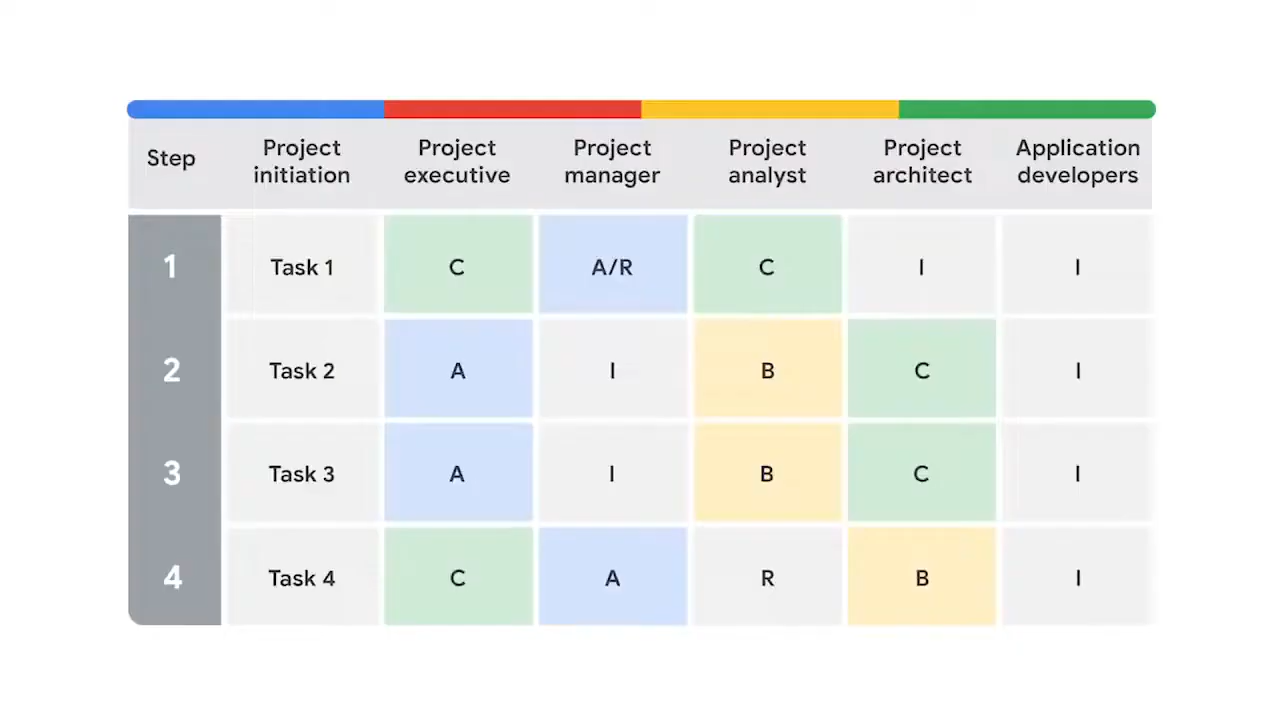 Step Project initiation Project executive Project manager Project analyst Project architect Application developers
1 Task 1 C A/R C I I
2 Task 2 A I B C I
3 Task 3 A I B C I
4 Task 4 C A R B I